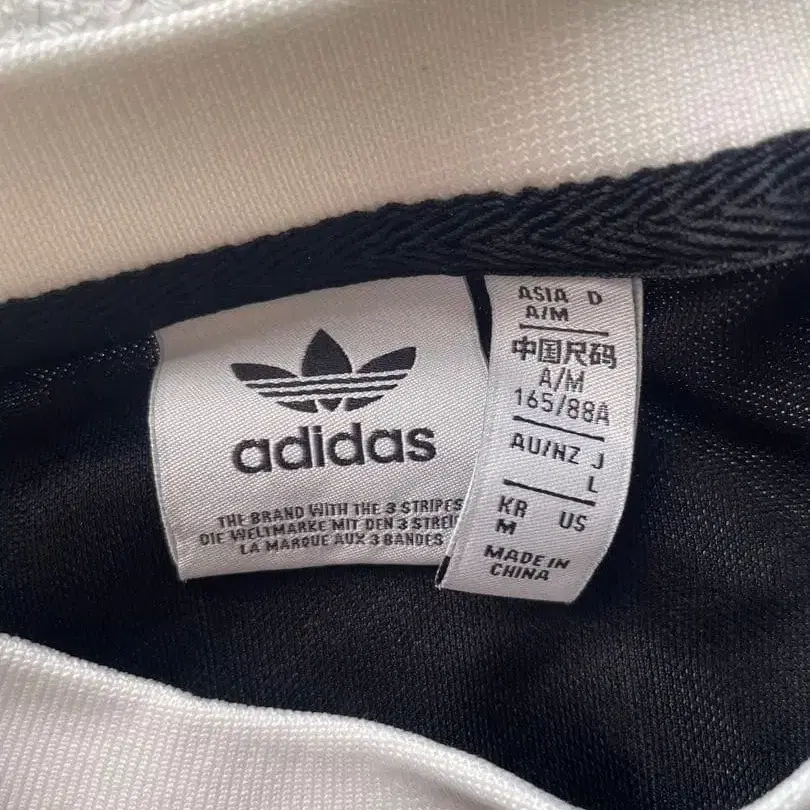 adidas
THE BRAND WITH THE 3 STRIPES
DIE WELTMARKE MIT DEN 3
LA MARQUE AUX 3 BANDES
ASIA D
A/M
中国尺码
A/M
165/88A
AU/NZ J
L
KR US
M
MADE IN
CHINA